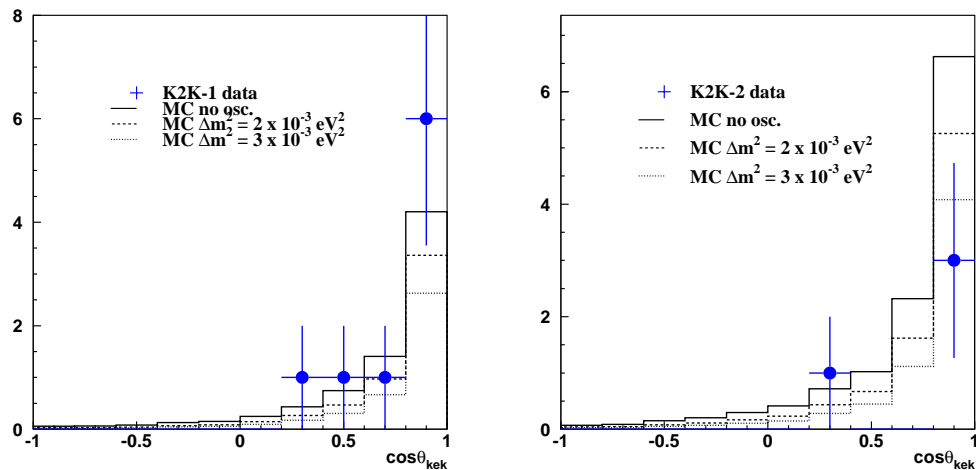 8
6
4
2
0
K2K-1 data
MC no osc.
MC Δm² = 2 x 10⁻³ eV²
MC Δm² = 3 x 10⁻³ eV²
-1 -0.5 0 0.5 1
cosθkek
6
4
2
0
K2K-2 data
MC no osc.
MC Δm² = 2 x 10⁻³ eV²
MC Δm² = 3 x 10⁻³ eV²
-1 -0.5 0 0.5 1
cosθkek